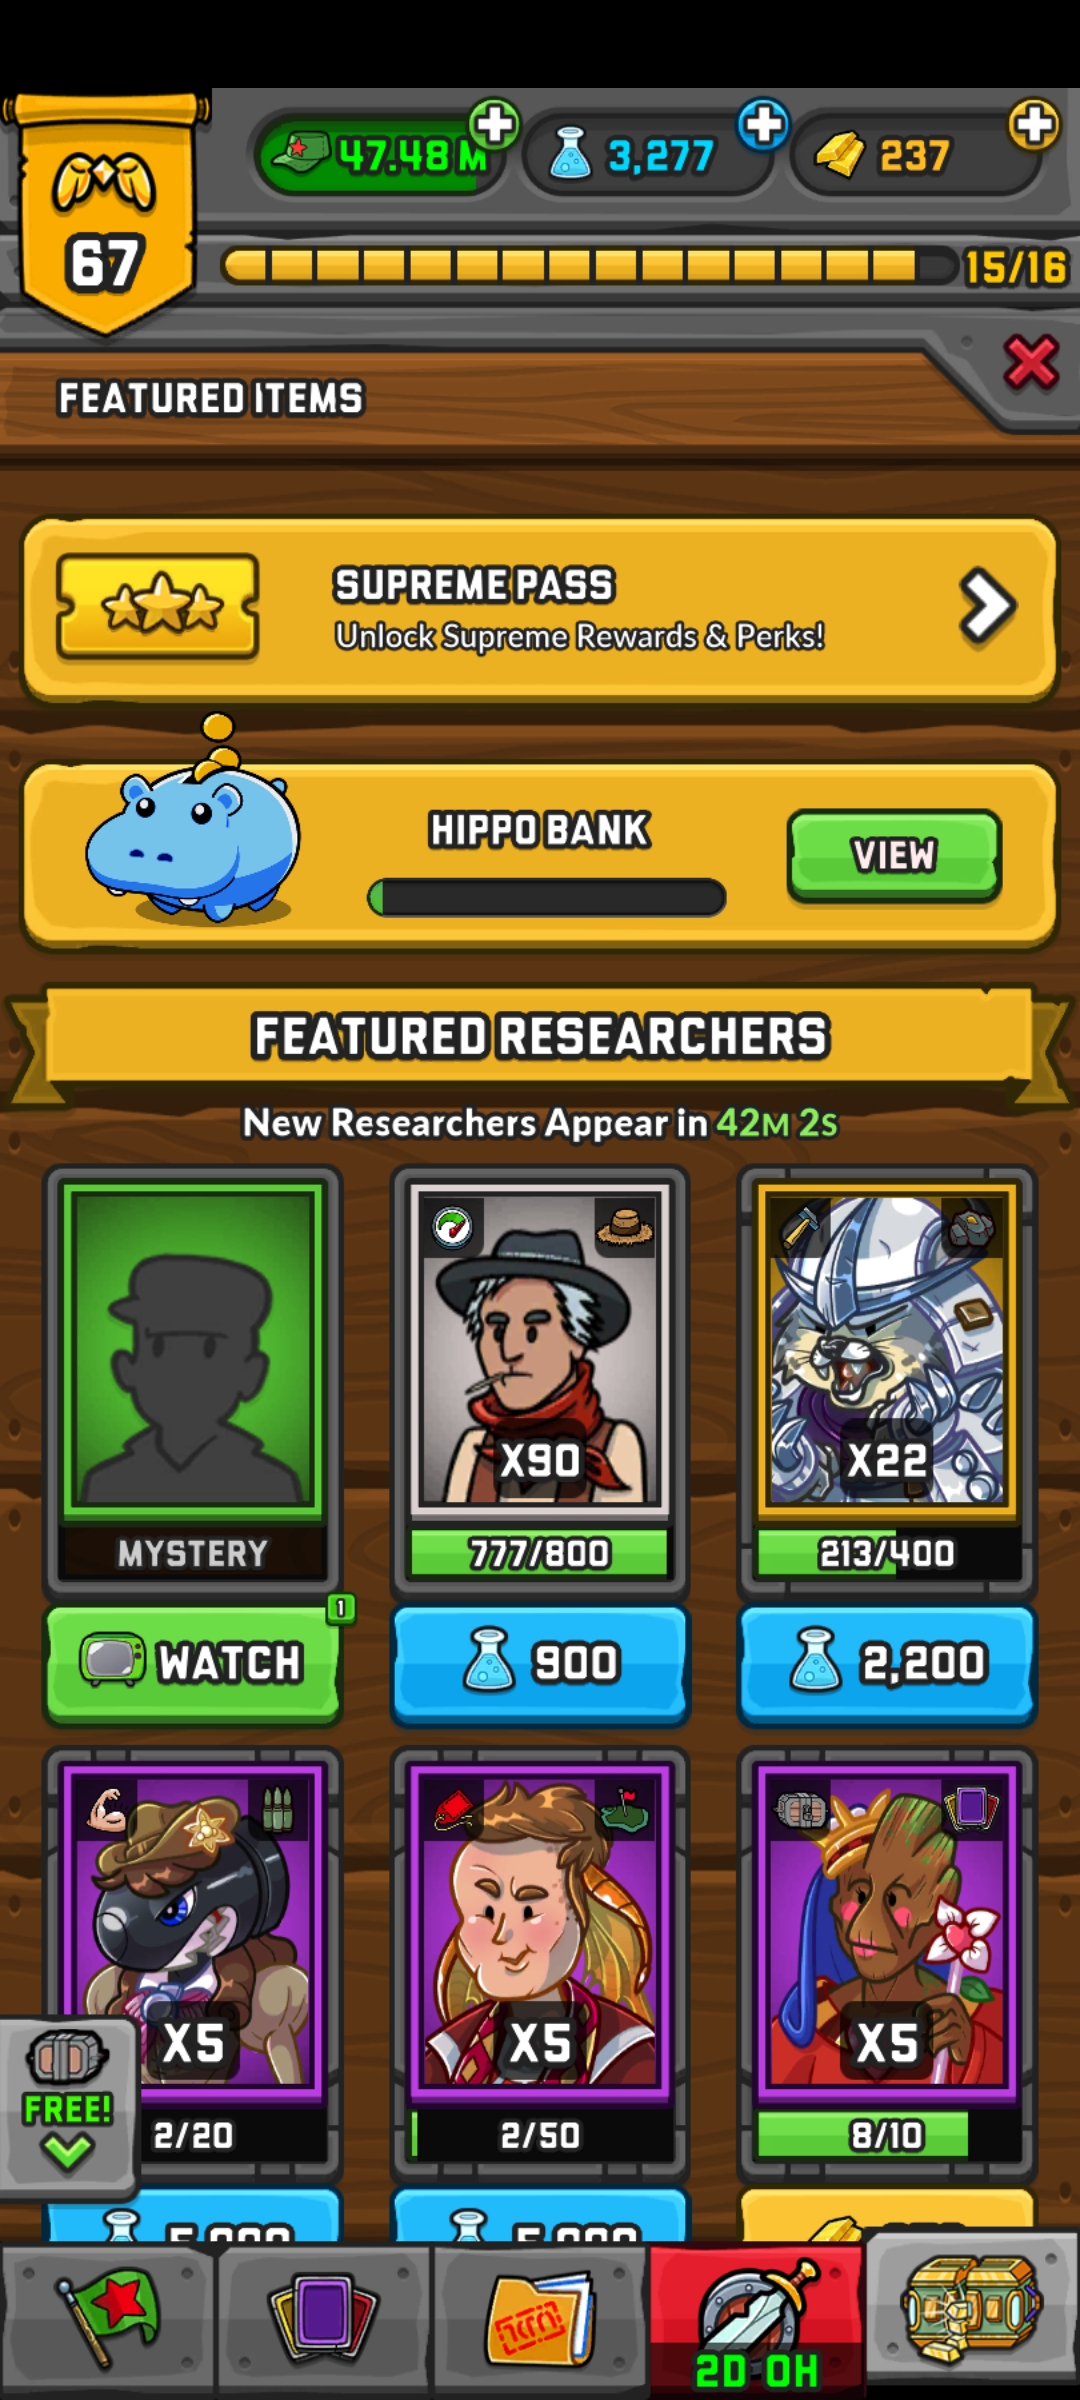 47.48 M
3,277
237
67
15/16
FEATURED ITEMS
SUPREME PASS
Unlock Supreme Rewards & Perks!
HIPPO BANK
VIEW
FEATURED RESEARCHERS
New Researchers Appear in 42M 2S
X90
X22
MYSTERY
777/800
213/400
1
WATCH
900
2,200
X5
X5
X5
FREE!
2/20
2/50
8/10
2D 0H